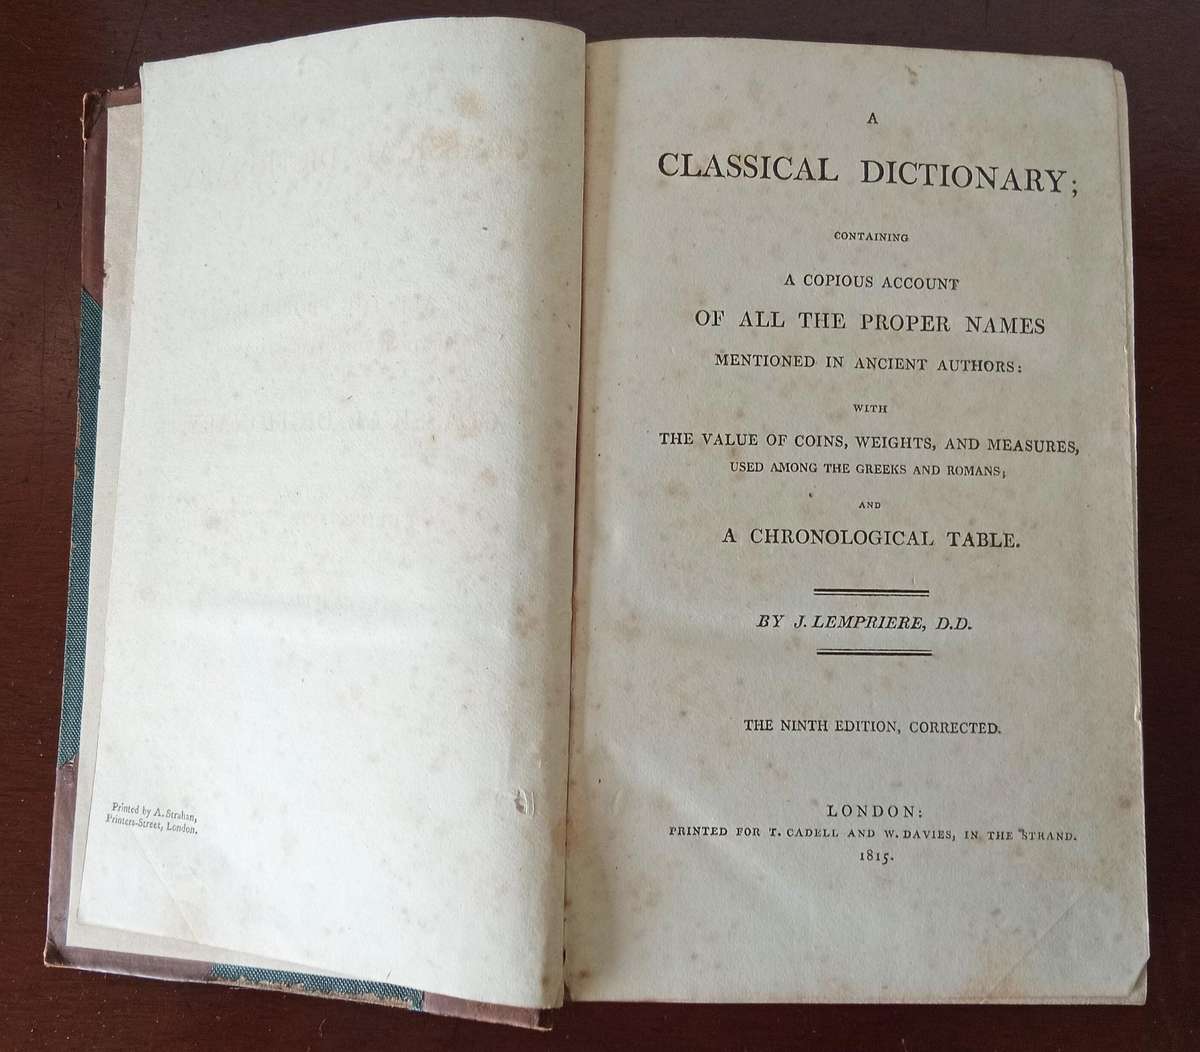 Printed by A. Strahan,
Printers-Street, London.
A
CLASSICAL DICTIONARY;
CONTAINING
A COPIOUS ACCOUNT
OF ALL THE PROPER NAMES
MENTIONED IN ANCIENT AUTHORS:
WITH
THE VALUE OF COINS, WEIGHTS, AND MEASURES,
USED AMONG THE GREEKS AND ROMANS;
AND
A CHRONOLOGICAL TABLE.
BY J. LEMPRIERE, D.D.
THE NINTH EDITION, CORRECTED.
LONDON:
PRINTED FOR T. CADELL AND W. DAVIES, IN THE STRAND.
1815.